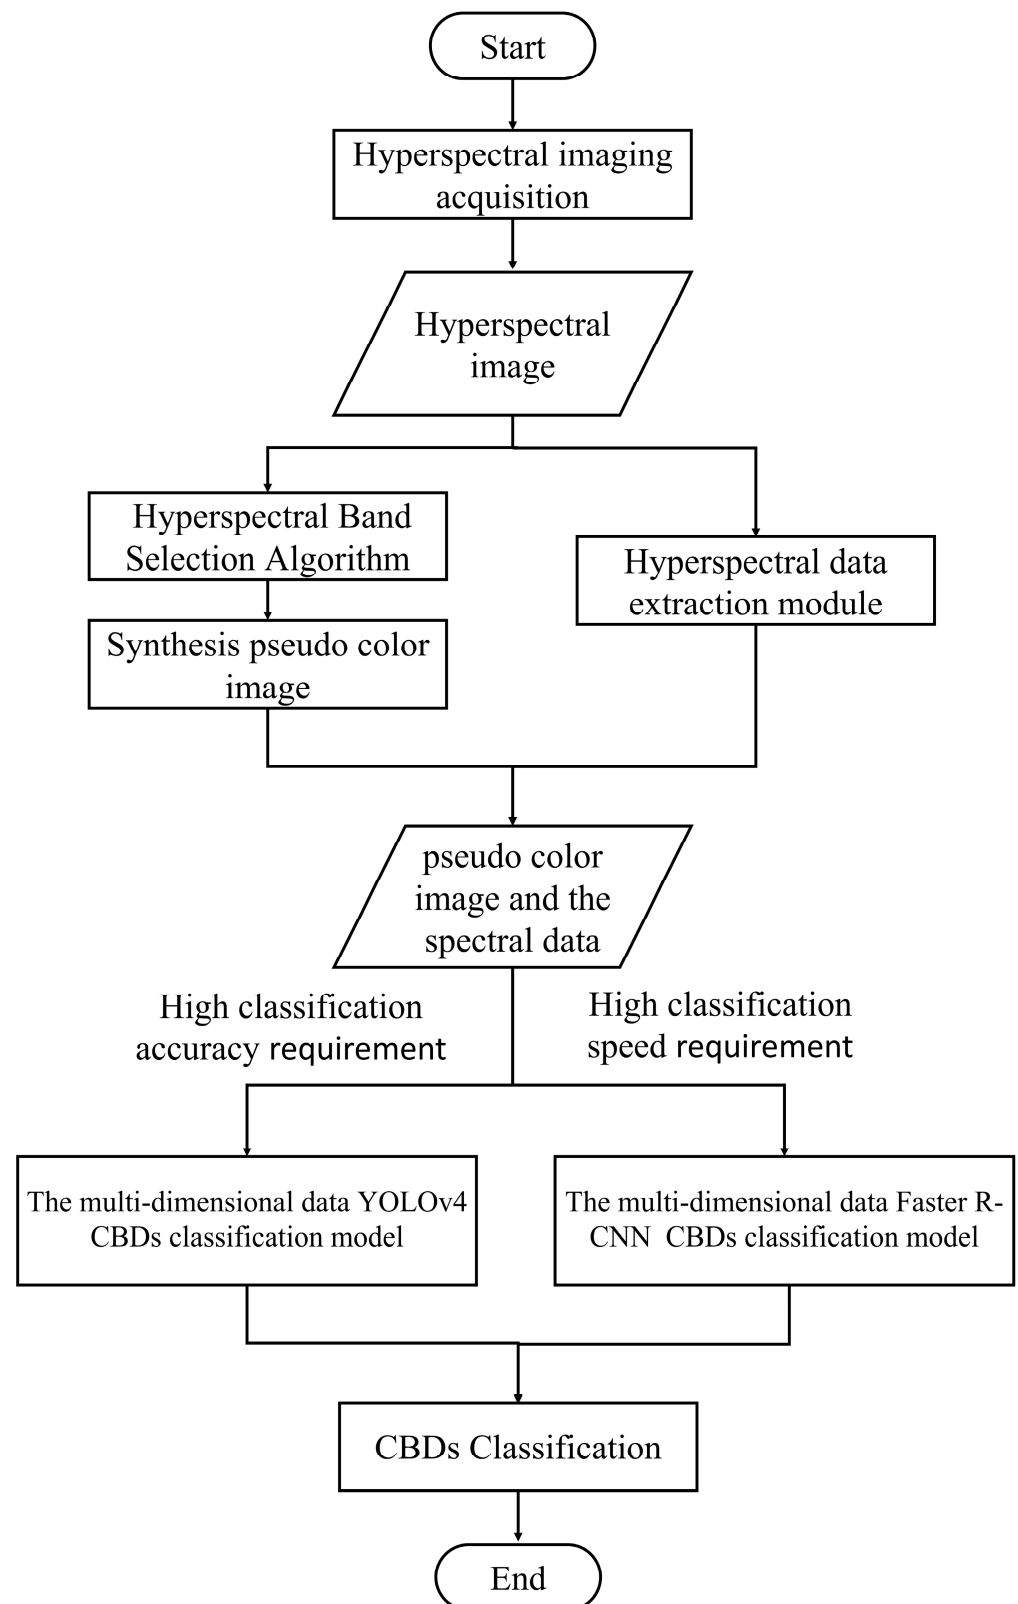 Start
Hyperspectral imaging
acquisition
Hyperspectral
image
Hyperspectral Band
Selection Algorithm
Synthesis pseudo color
image
Hyperspectral data
extraction module
pseudo color
image and the
spectral data
High classification
accuracy requirement
High classification
speed requirement
The multi-dimensional data YOLOv4
CBDs classification model
The multi-dimensional data Faster R-
CNN CBDs classification model
CBDs Classification
End